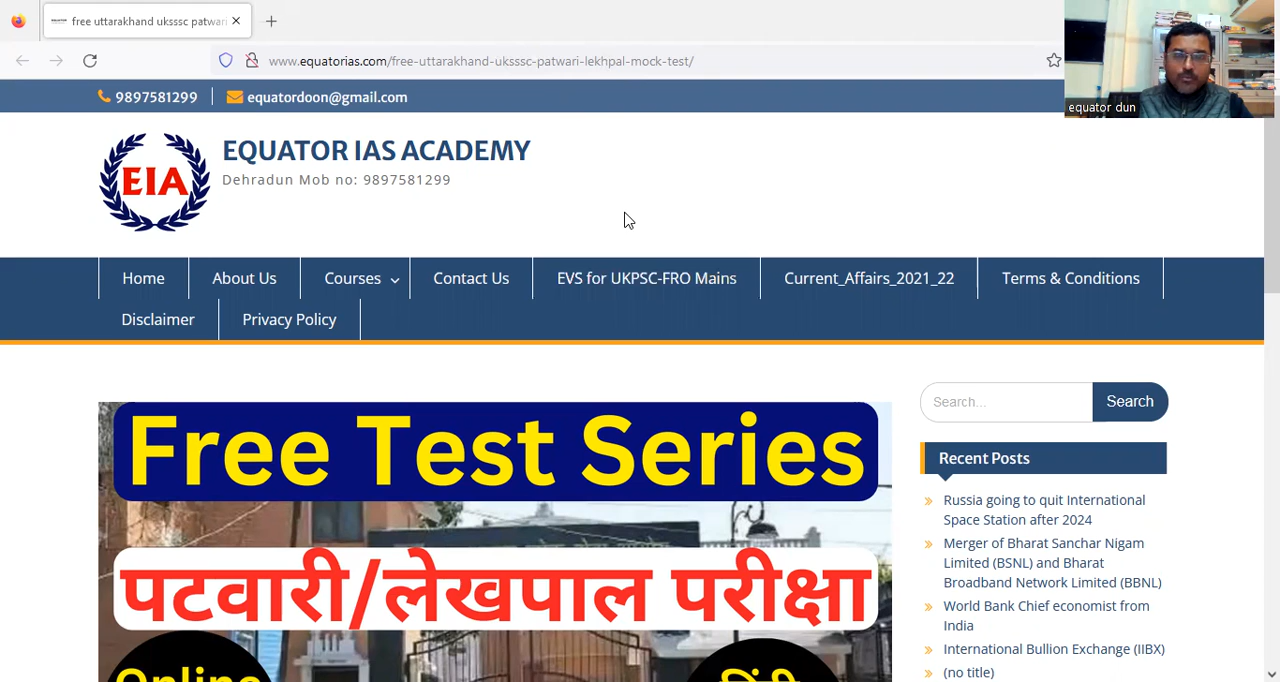 free uttarakhand uksssc patwari
www.equatorias.com/free-uttarakhand-uksssc-patwari-lekhpal-mock-test/
equator dun
9897581299
equatordoon@gmail.com
EIA
EQUATOR IAS ACADEMY
Dehradun Mob no: 9897581299
Home
About Us
Courses
Contact Us
EVS for UKPSC-FRO Mains
Current_Affairs_2021_22
Terms & Conditions
Disclaimer
Privacy Policy
Free Test Series
पटवारी/लेखपाल परीक्षा
Online
हिंदी
Search...
Search
Recent Posts
Russia going to quit International
Space Station after 2024
Merger of Bharat Sanchar Nigam
Limited (BSNL) and Bharat
Broadband Network Limited (BBNL)
World Bank Chief economist from
India
International Bullion Exchange (IIBX)
(no title)